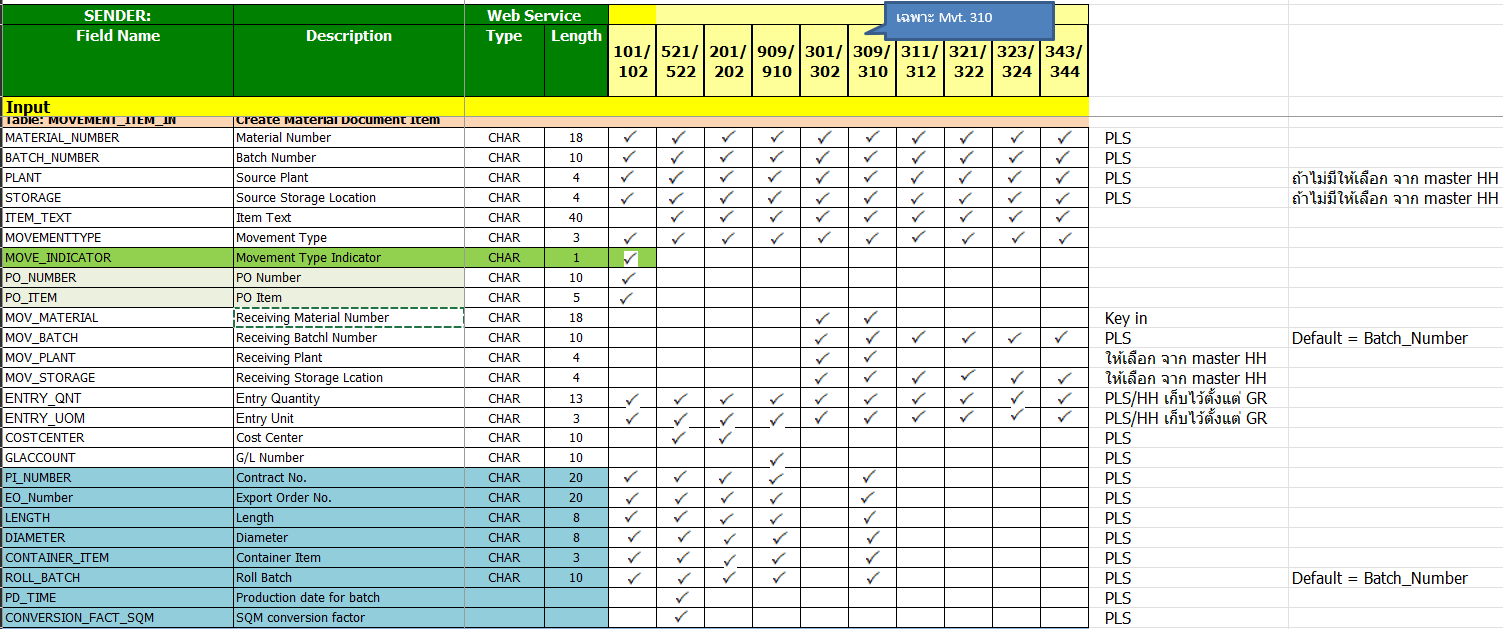 SENDER: Web Service เฉพาะ Mvt. 310
Field Name Description Type Length 101/102 521/522 201/202 909/910 301/302 309/310 311/312 321/322 323/324 343/344
Input
Table: MOVEMENT_ITEM_IN Create Material Document Item
MATERIAL_NUMBER Material Number CHAR 18 ✓ ✓ ✓ ✓ ✓ ✓ ✓ ✓ ✓ ✓ PLS
BATCH_NUMBER Batch Number CHAR 10 ✓ ✓ ✓ ✓ ✓ ✓ ✓ ✓ ✓ ✓ PLS
PLANT Source Plant CHAR 4 ✓ ✓ ✓ ✓ ✓ ✓ ✓ ✓ ✓ ✓ PLS ถ้าไม่มีให้เลือก จาก master HH
STORAGE Source Storage Location CHAR 4 ✓ ✓ ✓ ✓ ✓ ✓ ✓ ✓ ✓ ✓ PLS ถ้าไม่มีให้เลือก จาก master HH
ITEM_TEXT Item Text CHAR 40 ✓ ✓ ✓ ✓ ✓ ✓ ✓ ✓ ✓
MOVEMENTTYPE Movement Type CHAR 3 ✓ ✓ ✓ ✓ ✓ ✓ ✓ ✓ ✓ ✓
MOVE_INDICATOR Movement Type Indicator CHAR 1 ✓
PO_NUMBER PO Number CHAR 10 ✓
PO_ITEM PO Item CHAR 5 ✓
MOV_MATERIAL Receiving Material Number CHAR 18 ✓ ✓ Key in
MOV_BATCH Receiving Batchl Number CHAR 10 ✓ ✓ ✓ ✓ ✓ ✓ PLS Default = Batch_Number
MOV_PLANT Receiving Plant CHAR 4 ✓ ✓ ให้เลือก จาก master HH
MOV_STORAGE Receiving Storage Lcation CHAR 4 ✓ ✓ ✓ ✓ ✓ ✓ ให้เลือก จาก master HH
ENTRY_QNT Entry Quantity CHAR 13 ✓ ✓ ✓ ✓ ✓ ✓ ✓ ✓ ✓ ✓ PLS/HH เก็บไว้ตั้งแต่ GR
ENTRY_UOM Entry Unit CHAR 3 ✓ ✓ ✓ ✓ ✓ ✓ ✓ ✓ ✓ ✓ PLS/HH เก็บไว้ตั้งแต่ GR
COSTCENTER Cost Center CHAR 10 ✓ ✓ PLS
GLACCOUNT G/L Number CHAR 10 ✓ PLS
PI_NUMBER Contract No. CHAR 20 ✓ ✓ ✓ ✓ ✓ PLS
EO_Number Export Order No. CHAR 20 ✓ ✓ ✓ ✓ ✓ PLS
LENGTH Length CHAR 8 ✓ ✓ ✓ ✓ ✓ PLS
DIAMETER Diameter CHAR 8 ✓ ✓ ✓ ✓ ✓ PLS
CONTAINER_ITEM Container Item CHAR 3 ✓ ✓ ✓ ✓ ✓ PLS
ROLL_BATCH Roll Batch CHAR 10 ✓ ✓ ✓ ✓ ✓ PLS Default = Batch_Number
PD_TIME Production date for batch ✓ PLS
CONVERSION_FACT_SQM SQM conversion factor ✓ PLS